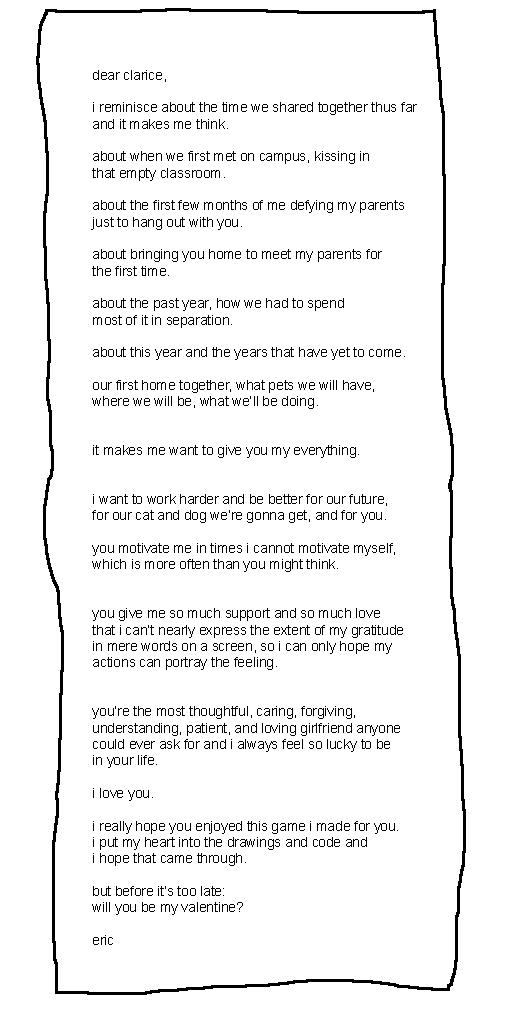 dear clarice,
i reminisce about the time we shared together thus far
and it makes me think.
about when we first met on campus, kissing in
that empty classroom.
about the first few months of me defying my parents
just to hang out with you.
about bringing you home to meet my parents for
the first time.
about the past year, how we had to spend
most of it in separation.
about this year and the years that have yet to come.
our first home together, what pets we will have,
where we will be, what we'll be doing.
it makes me want to give you my everything.
i want to work harder and be better for our future,
for our cat and dog we're gonna get, and for you.
you motivate me in times i cannot motivate myself,
which is more often than you might think.
you give me so much support and so much love
that i can't nearly express the extent of my gratitude
in mere words on a screen, so i can only hope my
actions can portray the feeling.
you're the most thoughtful, caring, forgiving,
understanding, patient, and loving girlfriend anyone
could ever ask for and i always feel so lucky to be
in your life.
i love you.
i really hope you enjoyed this game i made for you.
i put my heart into the drawings and code and
i hope that came through.
but before it's too late:
will you be my valentine?
eric